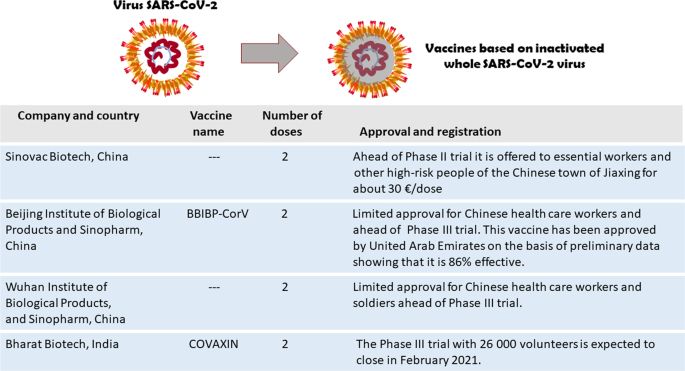 Virus SARS-CoV-2
Vaccines based on inactivated
whole SARS-CoV-2 virus
Company and country Vaccine name Number of doses Approval and registration
Sinovac Biotech, China --- 2 Ahead of Phase II trial it is offered to essential workers and
other high-risk people of the Chinese town of Jiaxing for
about 30 €/dose
Beijing Institute of Biological BBIBP-CorV 2 Limited approval for Chinese health care workers and
Products and Sinopharm, ahead of Phase III trial. This vaccine has been approved
China by United Arab Emirates on the basis of preliminary data
showing that it is 86% effective.
Wuhan Institute of --- 2 Limited approval for Chinese health care workers and
Biological Products, soldiers ahead of Phase III trial.
and Sinopharm, China
Bharat Biotech, India COVAXIN 2 The Phase III trial with 26 000 volunteers is expected to
close in February 2021.